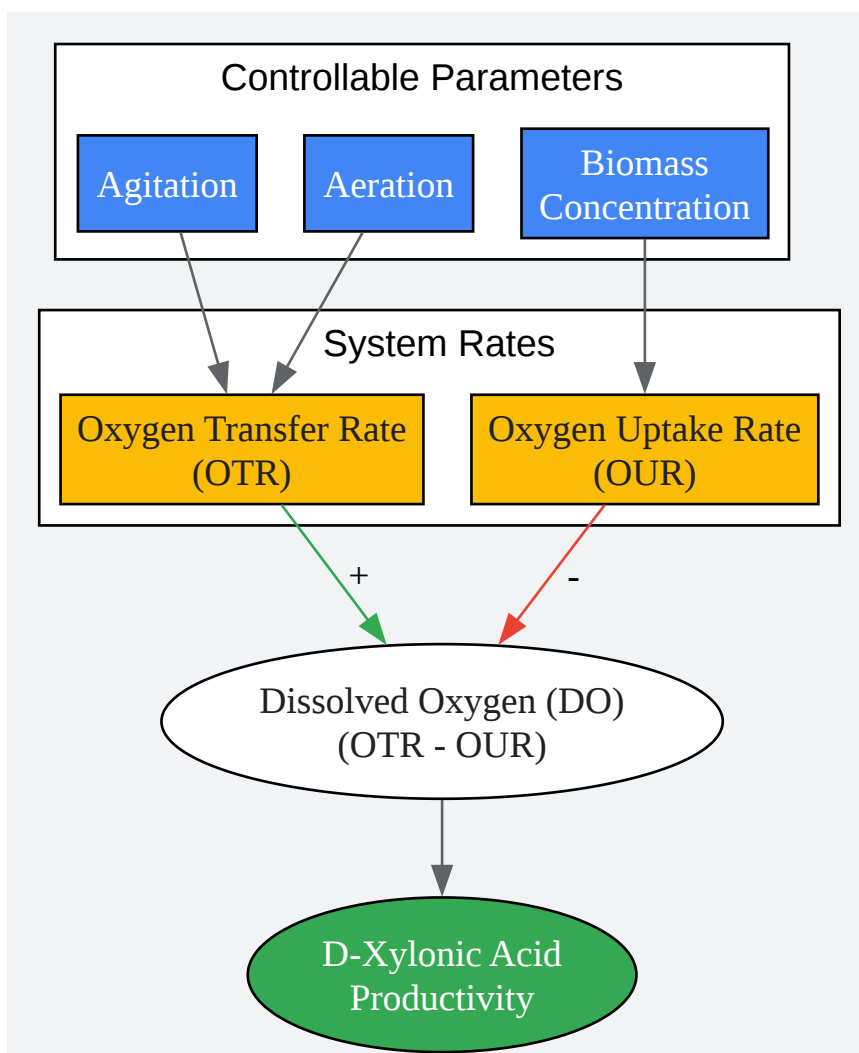 Controllable Parameters
Agitation
Aeration
Biomass
Concentration
System Rates
Oxygen Transfer Rate
(OTR)
Oxygen Uptake Rate
(OUR)
+
-
Dissolved Oxygen (DO)
(OTR - OUR)
D-Xylonic Acid
Productivity